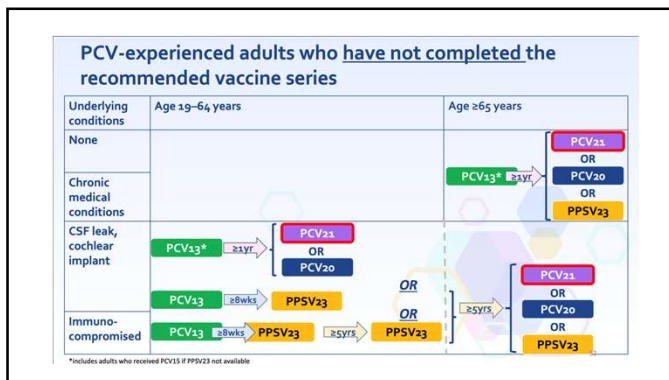 PCV-experienced adults who have not completed the
recommended vaccine series
Underlying
conditions
Age 19–64 years
Age ≥65 years
None
Chronic
medical
conditions
PCV13*
≥1yr
PCV21
OR
PCV20
OR
PPSV23
CSF leak,
cochlear
implant
PCV13*
≥1yr
PCV21
OR
PCV20
PCV13
≥8wks
PPSV23
OR
Immuno-
compromised
PCV13
≥8wks
PPSV23
≥5yrs
OR
PPSV23
≥5yrs
PCV21
OR
PCV20
OR
PPSV23
*includes adults who received PCV15 if PPSV23 not available